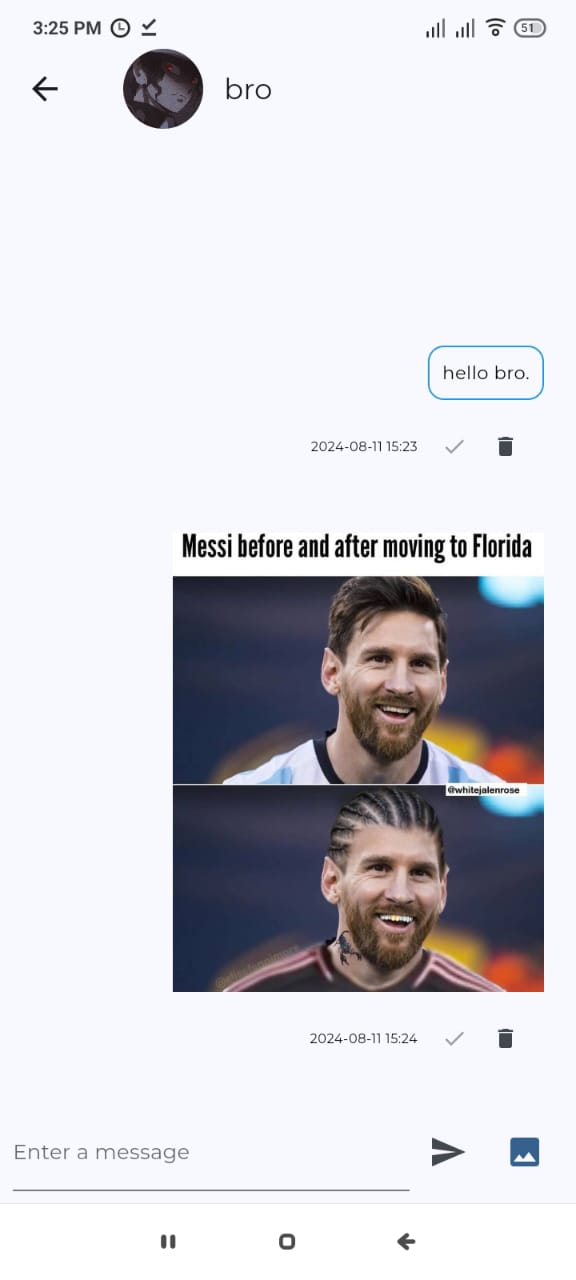 3:25 PM
51
bro
hello bro.
2024-08-11 15:23
Messi before and after moving to Florida
@whitejalenrose
2024-08-11 15:24
Enter a message